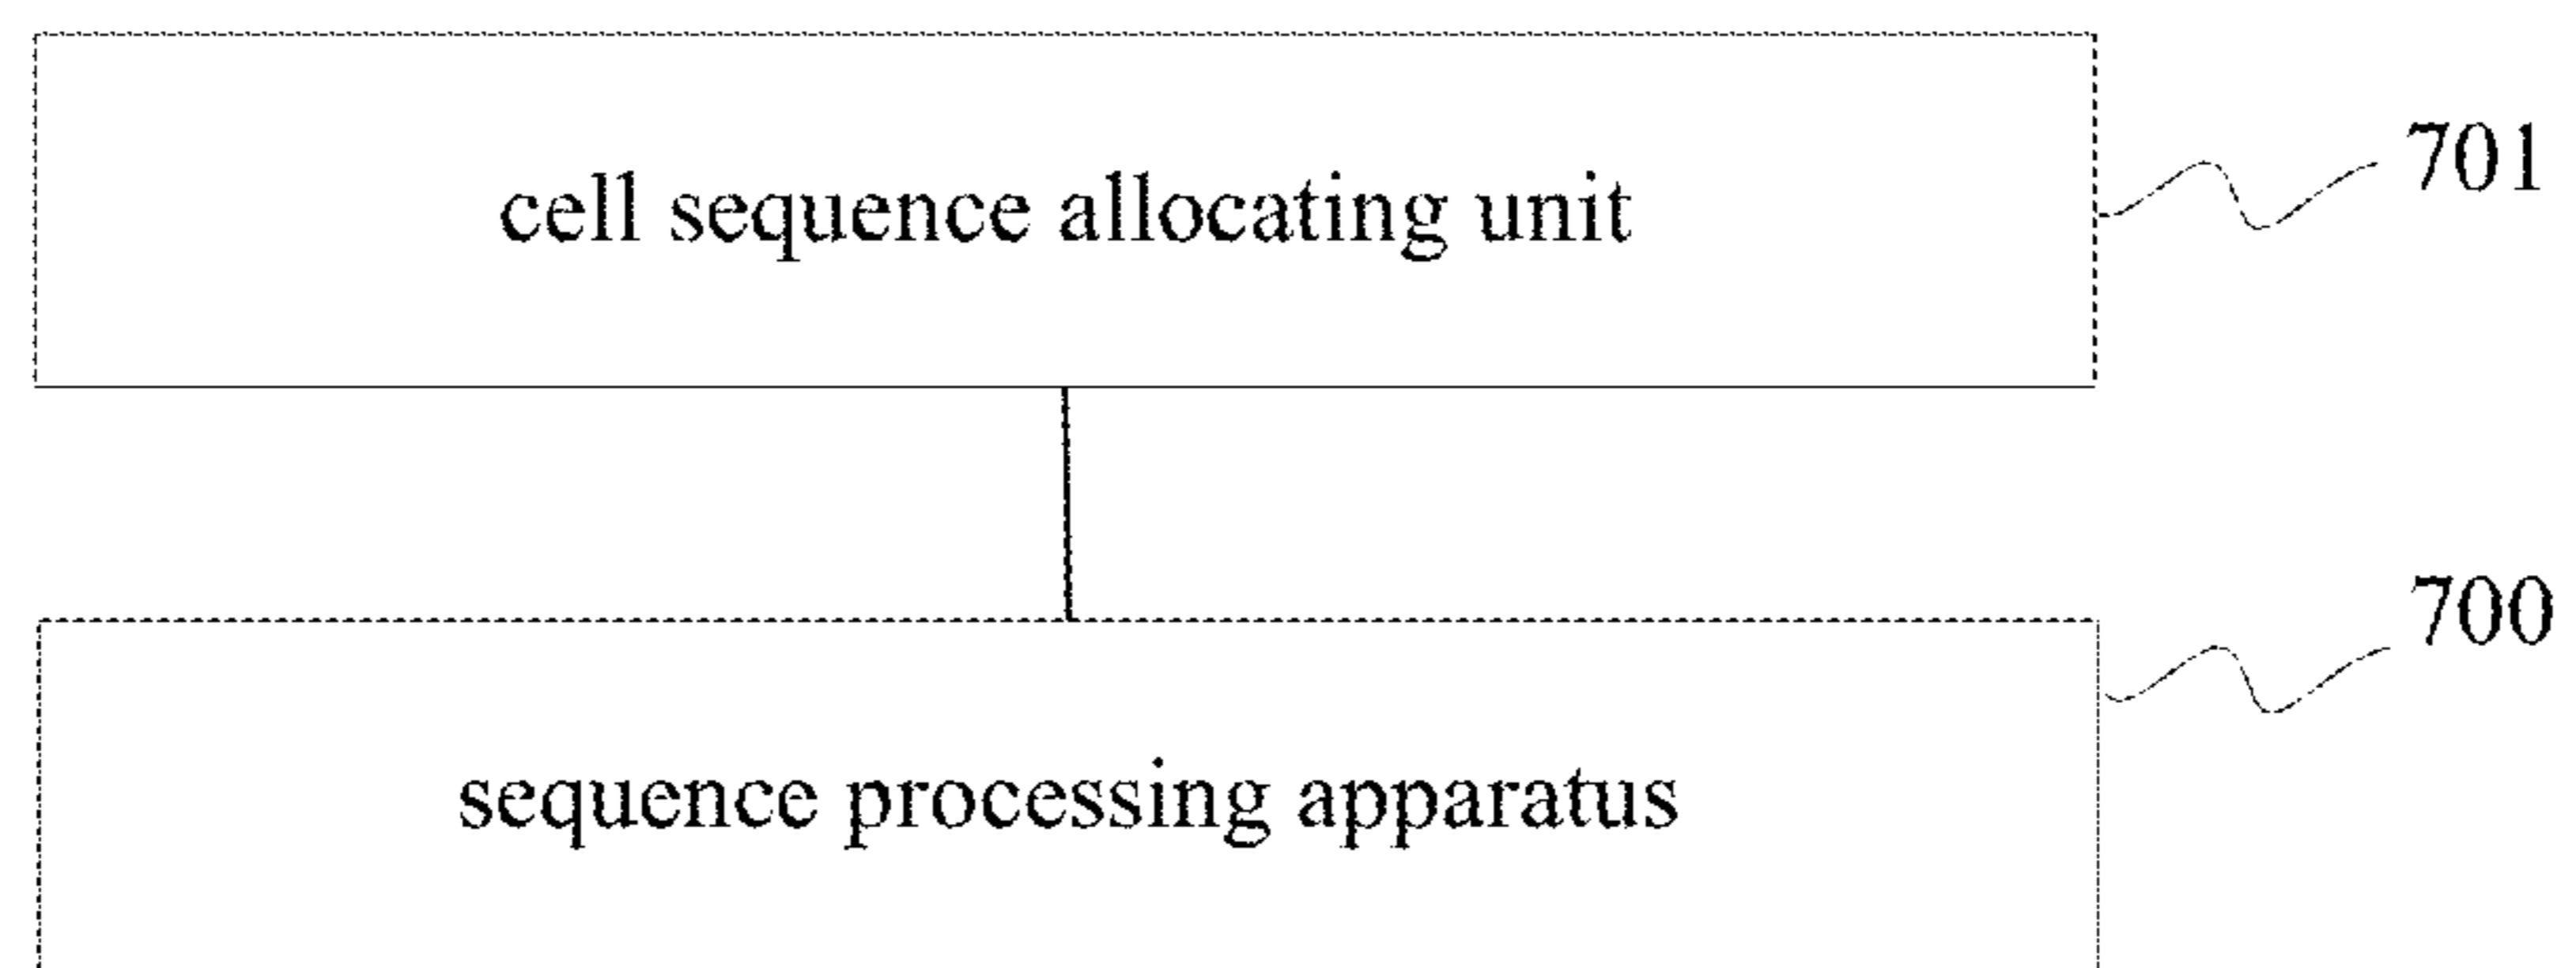 cell sequence allocating unit
701
700
sequence processing apparatus